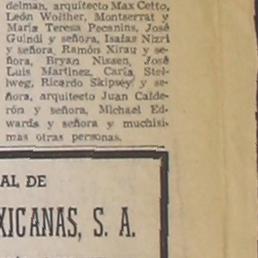 delman, arquitecto Max Cetto,
León Wolther, Montserrat y
María Teresa Pecanins, José
Guindi y señora, Isaías Nizri
y señora, Ramón Xirau y se-
ñora, Bryan Nissen, José
Luis Martínez, Carla Stel-
lweg, Ricardo Skipsey y se-
ñora, arquitecto Juan Calde-
rón y señora, Michael Ed-
wards y señora y muchísi-
mas otras personas.
AL DE
XICANAS, S. A.